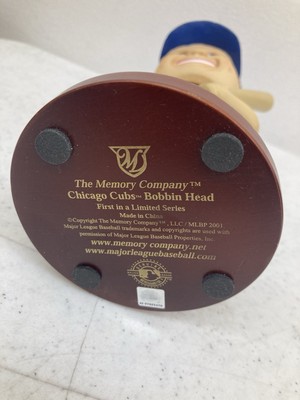 The Memory Company™
Chicago Cubs™ Bobbin Head
First in a Limited Series
Made in China
©Copyright The Memory Company™, LLC / MLBP 2001
Major League Baseball trademarks and copyrights are used with
permission of Major League Baseball Properties, Inc.
www.memory company.net
www.majorleaguebaseball.com